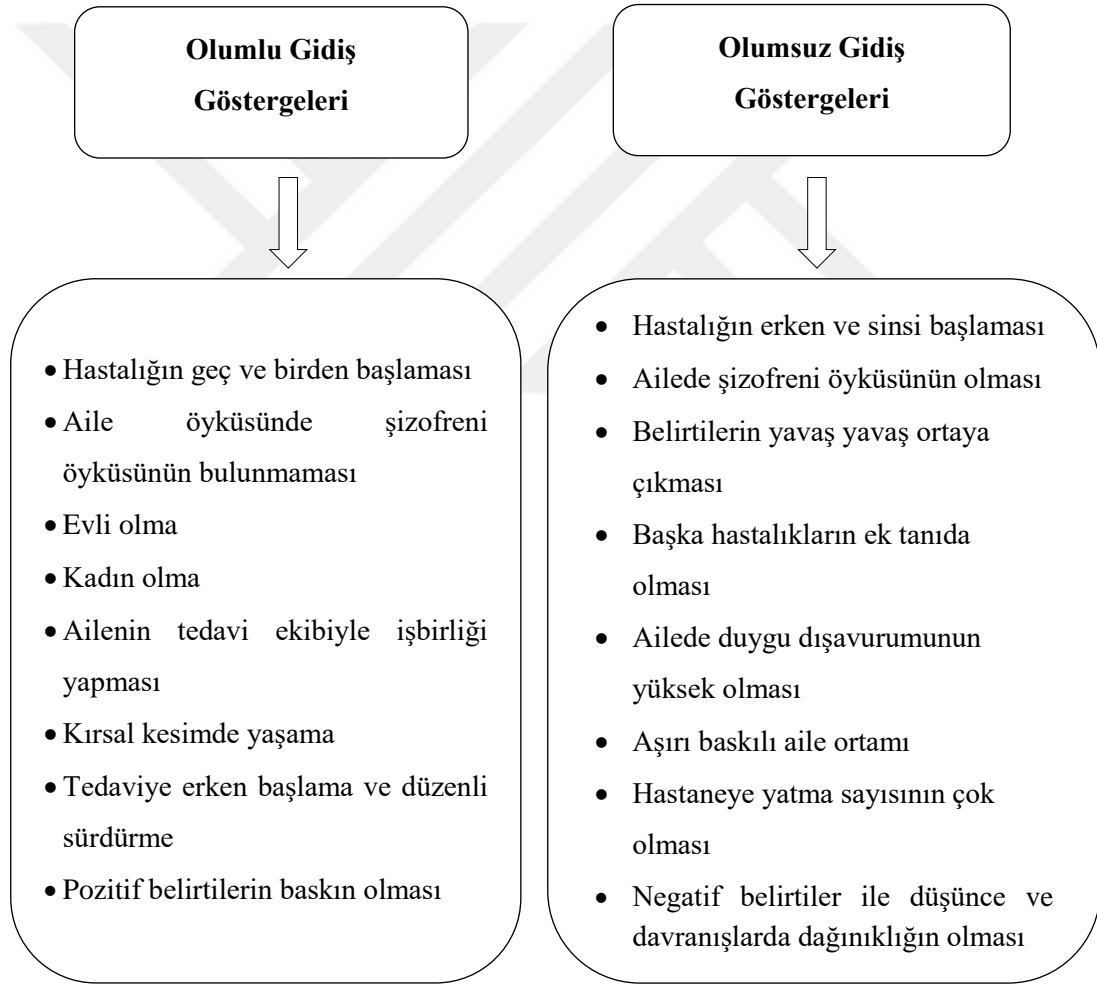 Olumlu Gidiş
Göstergeleri
• Hastalığın geç ve birden başlaması
• Aile öyküsünde şizofreni
öyküsünün bulunmaması
• Evli olma
• Kadın olma
• Ailenin tedavi ekibiyle işbirliği
yapması
• Kırsal kesimde yaşama
• Tedaviye erken başlama ve düzenli
sürdürme
• Pozitif belirtilerin baskın olması
Olumsuz Gidiş
Göstergeleri
• Hastalığın erken ve sinsi başlaması
• Ailede şizofreni öyküsünün olması
• Belirtilerin yavaş yavaş ortaya
çıkması
• Başka hastalıkların ek tanıda
olması
• Ailede duygu dışavurumunun
yüksek olması
• Aşırı baskılı aile ortamı
• Hastaneye yatma sayısının çok
olması
• Negatif belirtiler ile düşünce ve
davranışlarda dağınıklığın olması